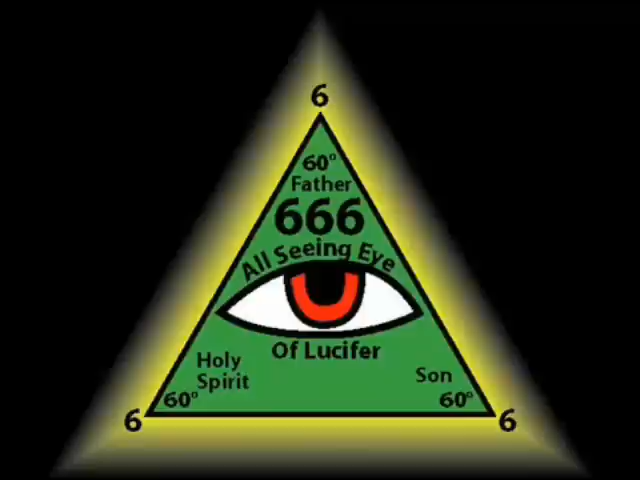 6
60°
Father
666
All Seeing Eye
Of Lucifer
Holy
Spirit
Son
60°
60°
6
6